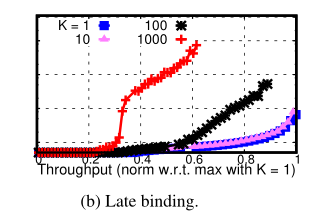 K = 1 100
10 1000
0 0.2 0.4 0.6 0.8 1
Throughput (norm w.r.t. max with K = 1)
(b) Late binding.